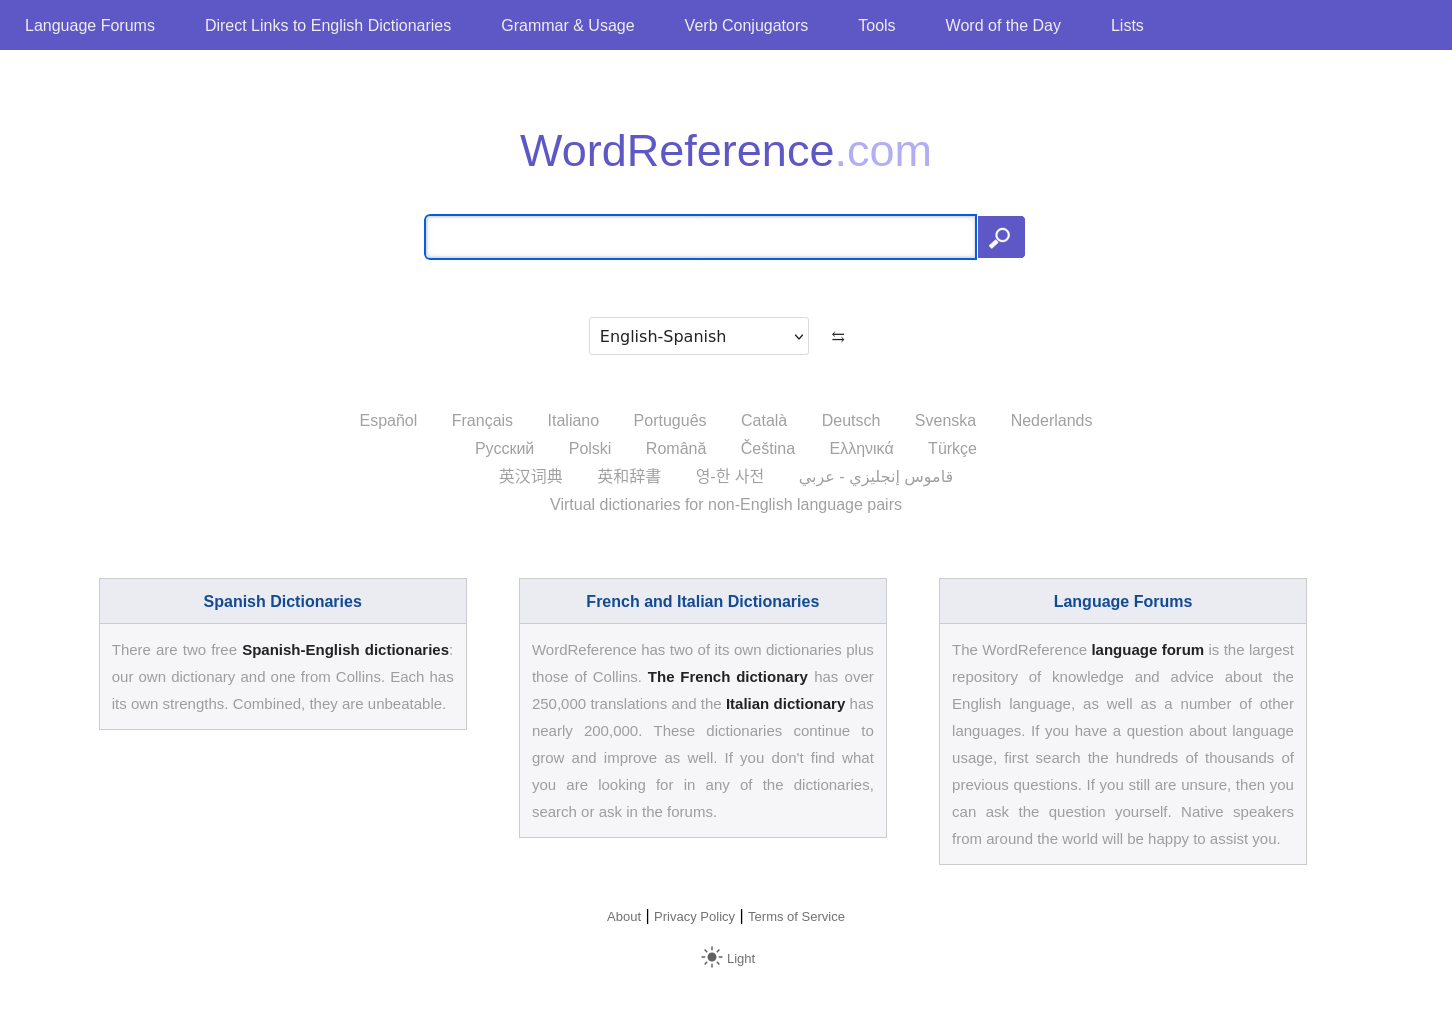 Language Forums Direct Links to English Dictionaries Grammar & Usage Verb Conjugators Tools Word of the Day Lists
WordReference.com
English-Spanish
Español Français Italiano Português Català Deutsch Svenska Nederlands
Русский Polski Română Čeština Ελληνικά Türkçe
英汉词典 英和辞書 영-한 사전 قاموس إنجليزي - عربي
Virtual dictionaries for non-English language pairs
Spanish Dictionaries
There are two free Spanish-English dictionaries:
our own dictionary and one from Collins. Each has
its own strengths. Combined, they are unbeatable.
French and Italian Dictionaries
WordReference has two of its own dictionaries plus
those of Collins. The French dictionary has over
250,000 translations and the Italian dictionary has
nearly 200,000. These dictionaries continue to
grow and improve as well. If you don't find what
you are looking for in any of the dictionaries,
search or ask in the forums.
Language Forums
The WordReference language forum is the largest
repository of knowledge and advice about the
English language, as well as a number of other
languages. If you have a question about language
usage, first search the hundreds of thousands of
previous questions. If you still are unsure, then you
can ask the question yourself. Native speakers
from around the world will be happy to assist you.
About | Privacy Policy | Terms of Service
Light